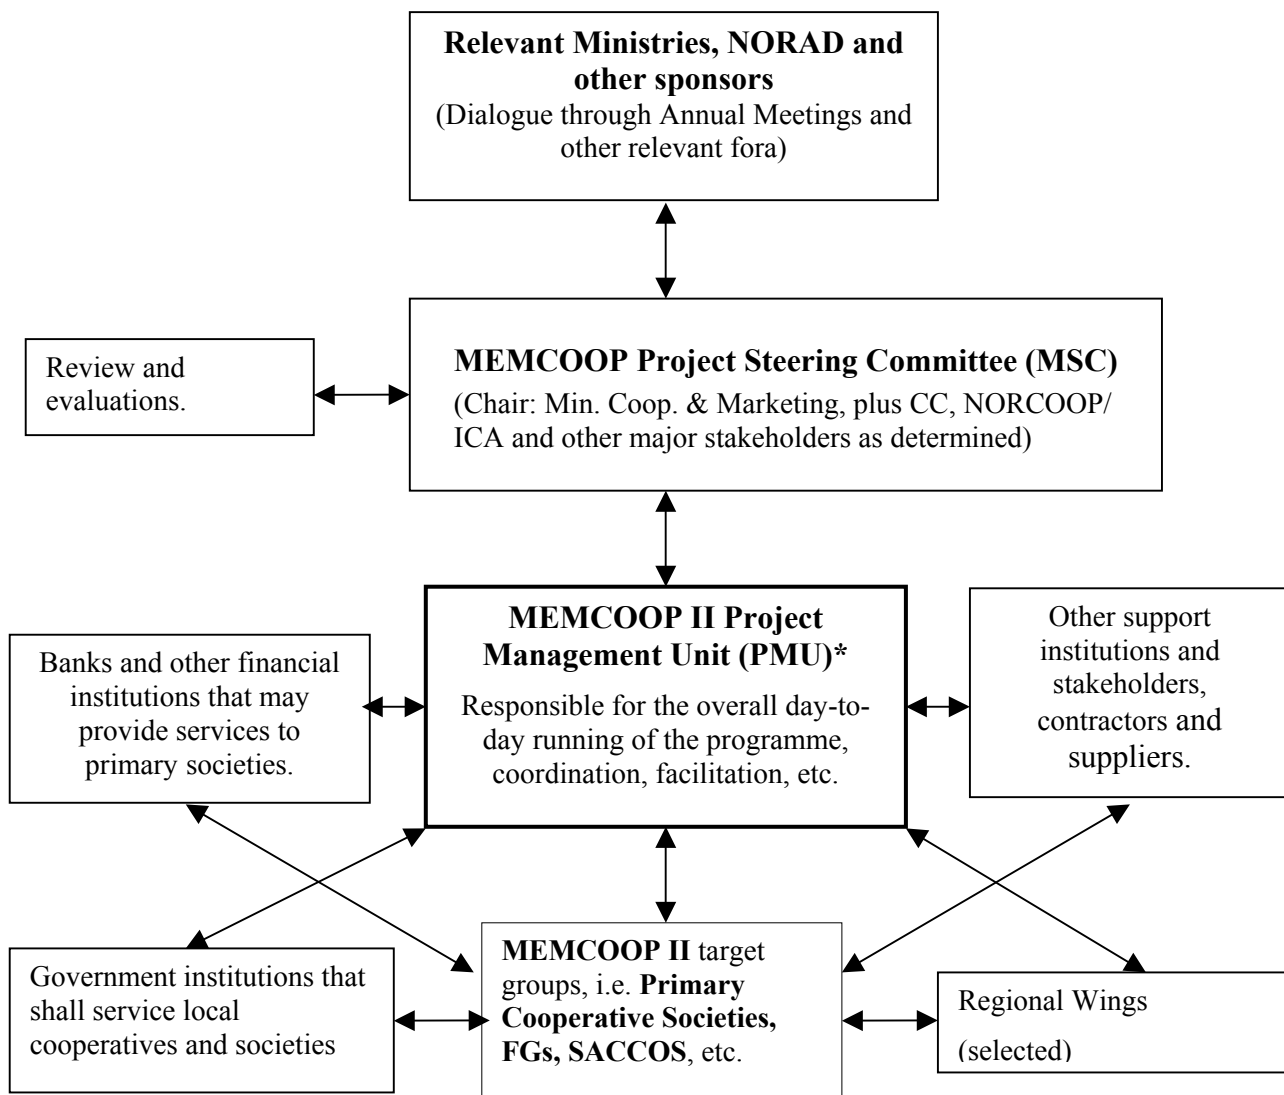 Relevant Ministries, NORAD and
other sponsors
(Dialogue through Annual Meetings and
other relevant fora)
Review and
evaluations.
MEMCOOP Project Steering Committee (MSC)
(Chair: Min. Coop. & Marketing, plus CC, NORCOOP/
ICA and other major stakeholders as determined)
Banks and other financial
institutions that may
provide services to
primary societies.
MEMCOOP II Project
Management Unit (PMU)*
Responsible for the overall day-to-
day running of the programme,
coordination, facilitation, etc.
Other support
institutions and
stakeholders,
contractors and
suppliers.
Government institutions that
shall service local
cooperatives and societies
MEMCOOP II target
groups, i.e. Primary
Cooperative Societies,
FGs, SACCOS, etc.
Regional Wings
(selected)